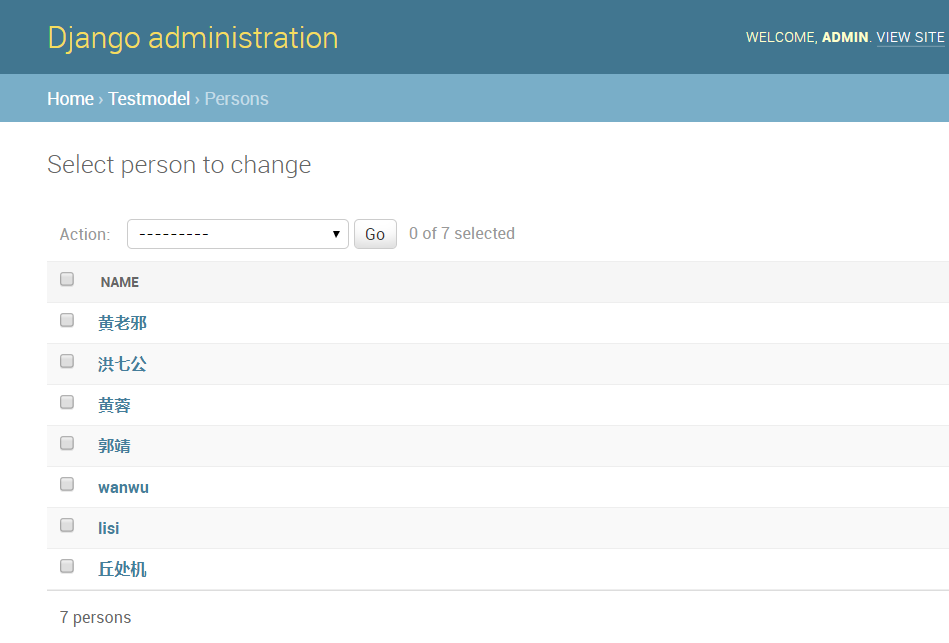 Django administration
WELCOME, ADMIN. VIEW SITE
Home › Testmodel › Persons
Select person to change
Action: --------- Go 0 of 7 selected
NAME
黄老邪
洪七公
黄蓉
郭靖
wanwu
lisi
丘处机
7 persons